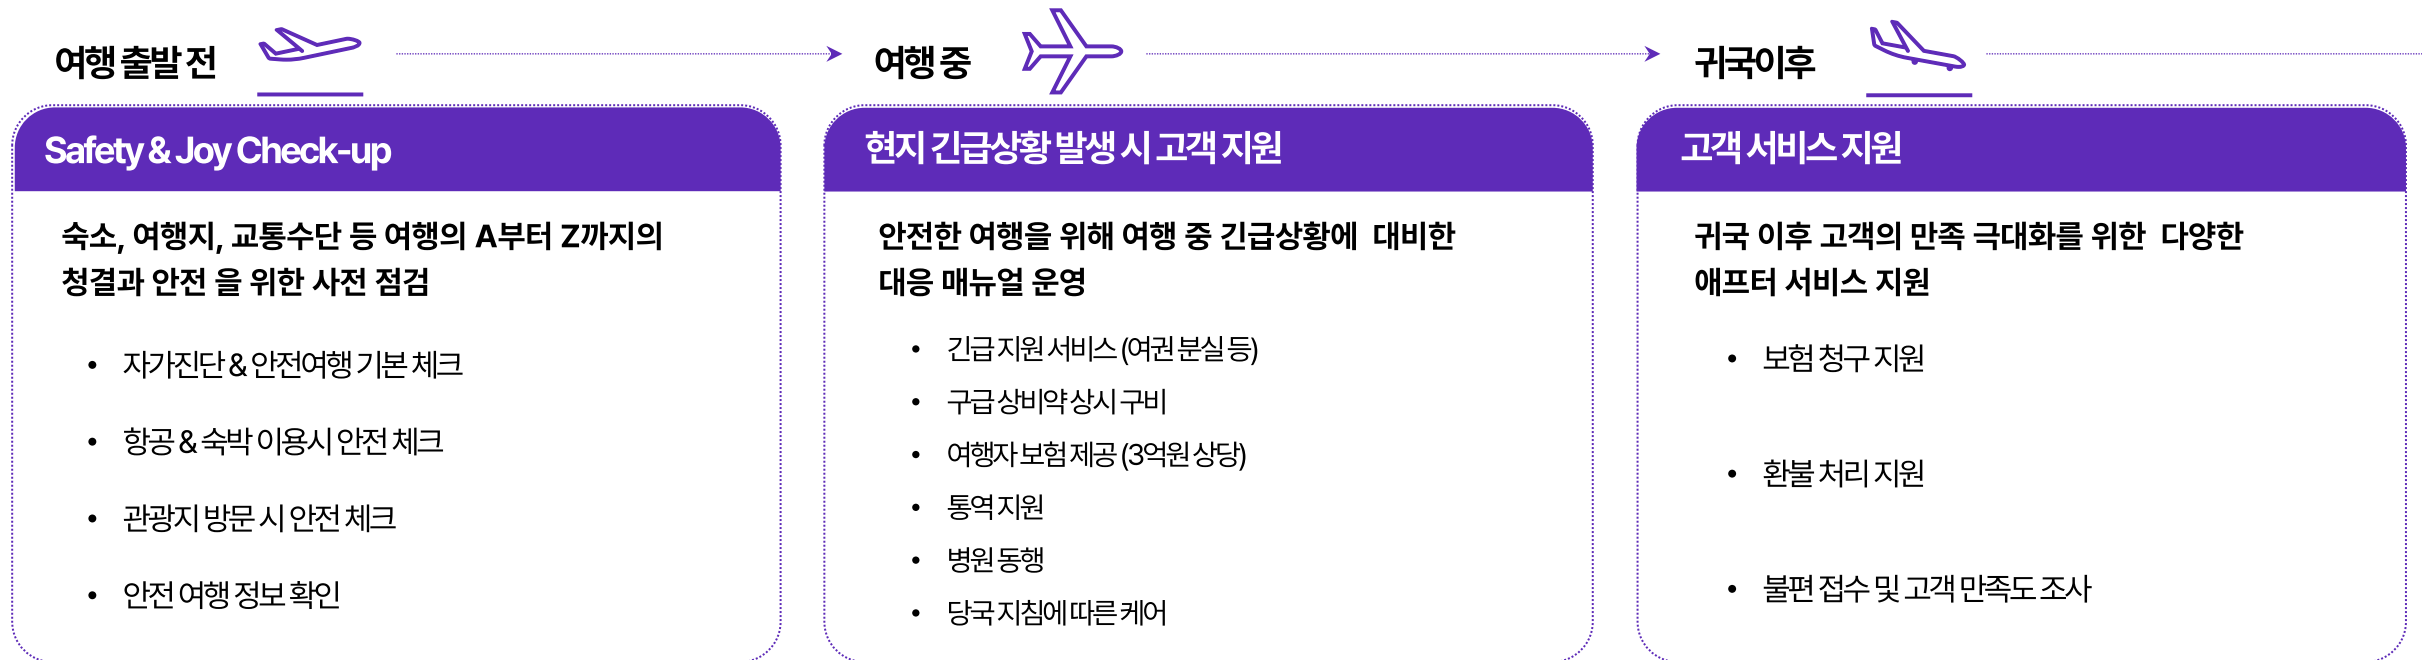 여행 출발 전
Safety & Joy Check-up
숙소, 여행지, 교통수단 등 여행의 A부터 Z까지의
청결과 안전 을 위한 사전 점검
• 자가진단 & 안전여행 기본 체크
• 항공 & 숙박 이용시 안전 체크
• 관광지 방문 시 안전 체크
• 안전 여행 정보 확인
여행 중
현지 긴급상황 발생 시 고객 지원
안전한 여행을 위해 여행 중 긴급상황에 대비한
대응 매뉴얼 운영
• 긴급 지원 서비스 (여권 분실 등)
• 구급 상비약 상시 구비
• 여행자 보험 제공 (3억원 상당)
• 통역 지원
• 병원 동행
• 당국 지침에 따른 케어
귀국이후
고객 서비스 지원
귀국 이후 고객의 만족 극대화를 위한 다양한
애프터 서비스 지원
• 보험 청구 지원
• 환불 처리 지원
• 불편 접수 및 고객 만족도 조사